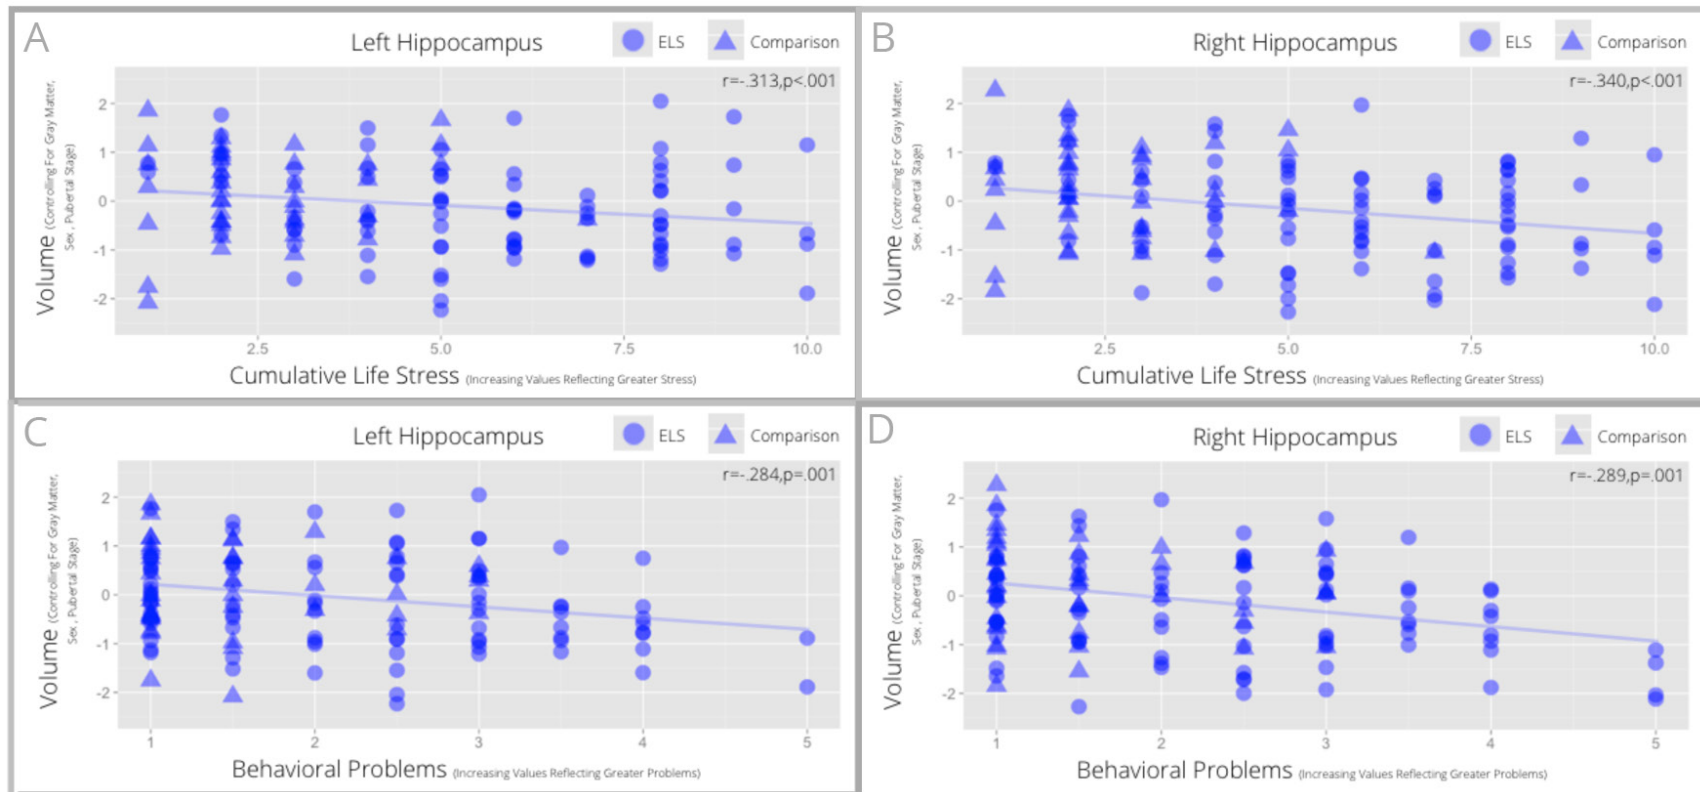 A
Left Hippocampus
ELS
Comparison
r=-.313,p<.001
Volume (Controlling For Gray Matter,
Sex , Pubertal Stage)
2
1
0
-1
-2
2.5 5.0 7.5 10.0
Cumulative Life Stress (Increasing Values Reflecting Greater Stress)
B
Right Hippocampus
ELS
Comparison
r=-.340,p<.001
Volume (Controlling For Gray Matter,
Sex , Pubertal Stage)
2
1
0
-1
-2
2.5 5.0 7.5 10.0
Cumulative Life Stress (Increasing Values Reflecting Greater Stress)
C
Left Hippocampus
ELS
Comparison
r=-.284,p=.001
Volume (Controlling For Gray Matter,
Sex , Pubertal Stage)
2
1
0
-1
-2
1 2 3 4 5
Behavioral Problems (Increasing Values Reflecting Greater Problems)
D
Right Hippocampus
ELS
Comparison
r=-.289,p=.001
Volume (Controlling For Gray Matter,
Sex , Pubertal Stage)
2
1
0
-1
-2
1 2 3 4 5
Behavioral Problems (Increasing Values Reflecting Greater Problems)